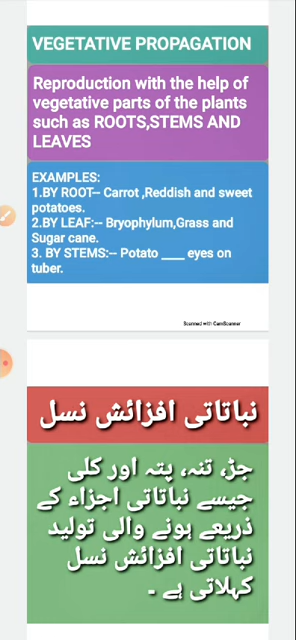 VEGETATIVE PROPAGATION
Reproduction with the help of
vegetative parts of the plants
such as ROOTS,STEMS AND
LEAVES
EXAMPLES:
1.BY ROOT-- Carrot ,Reddish and sweet
potatoes.
2.BY LEAF:-- Bryophylum,Grass and
Sugar cane.
3. BY STEMS:-- Potato ____ eyes on
tuber.
Scanned with CamScanner
نباتاتی افزائش نسل
جڑ، تنہ، پتہ اور کلی
جیسے نباتاتی اجزاء کے
ذریعے ہونے والی تولید
نباتاتی افزائش نسل
کہلاتی ہے ۔